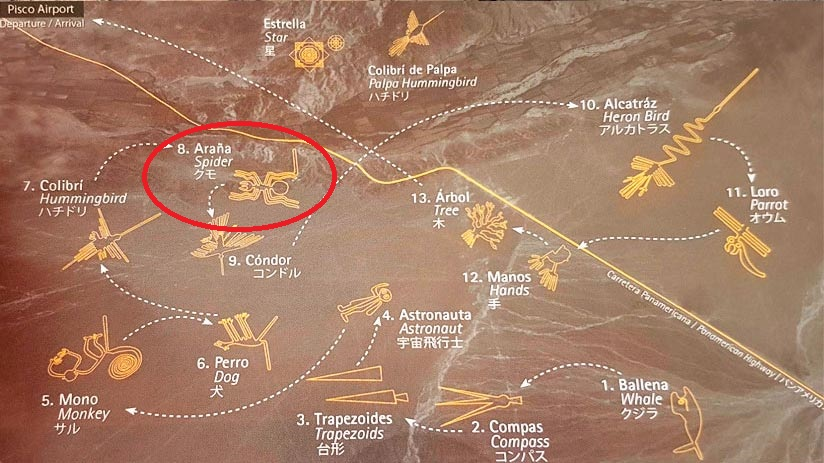 Pisco Airport
Departure / Arrival
Estrella
Star
星
Colibrí de Palpa
Palpa Hummingbird
ハチドリ
10. Alcatráz
Heron Bird
アルカトラス
8. Araña
Spider
クモ
7. Colibrí
Hummingbird
ハチドリ
11. Loro
Parrot
オウム
13. Árbol
Tree
木
9. Cóndor
コンドル
12. Manos
Hands
手
Carretera Panamericana / Panamerican Highway / パンアメリカ
4. Astronauta
Astronaut
宇宙飛行士
6. Perro
Dog
犬
5. Mono
Monkey
サル
3. Trapezoides
Trapezoids
台形
2. Compas
Compass
コンパス
1. Ballena
Whale
クジラ